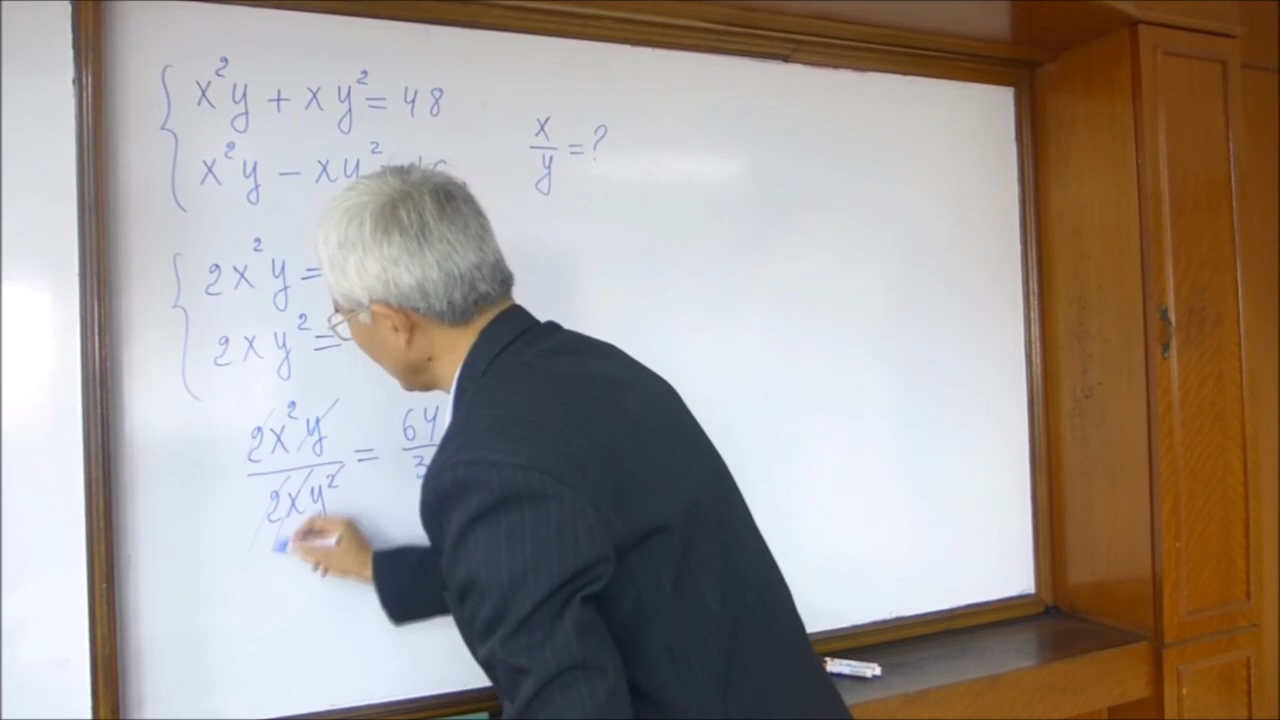 x²y + xy² = 48
x²y − xy²
x/y = ?
2x²y =
2xy² =
2x²y/2xy² = 64/3